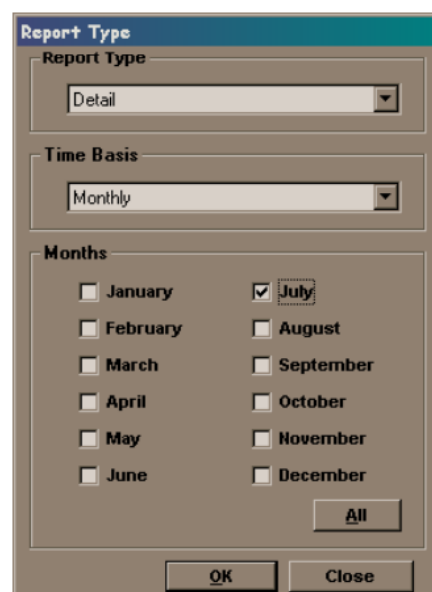 Report Type
Report Type
Detail
Time Basis
Monthly
Months
January July
February August
March September
April October
May November
June December
All
OK Close